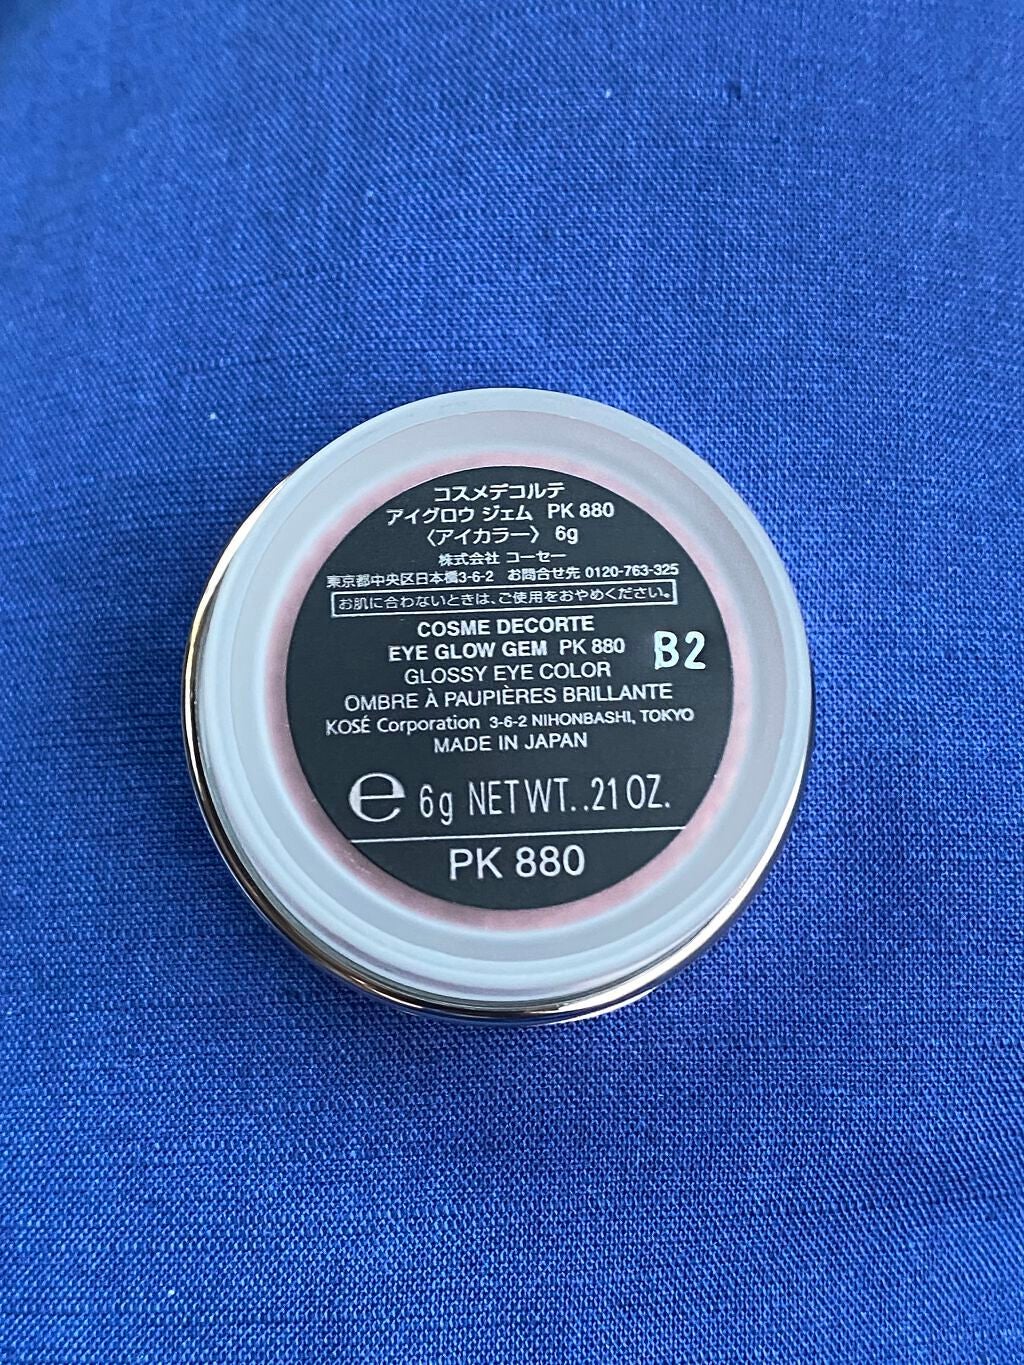 コスメデコルテ
アイグロウ ジェム PK 880
〈アイカラー〉 6g
株式会社 コーセー
東京都中央区日本橋3-6-2 お問合せ先 0120-763-325
お肌に合わないときは、ご使用をおやめください。
COSME DECORTE
EYE GLOW GEM PK 880
B2
GLOSSY EYE COLOR
OMBRE À PAUPIÈRES BRILLANTE
KOSÉ Corporation 3-6-2 NIHONBASHI, TOKYO
MADE IN JAPAN
℮ 6g NET WT. .21 OZ.
PK 880